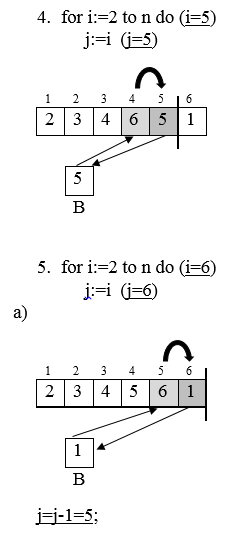 4. for i:=2 to n do (i=5)
j:=i (j=5)
1 2 3 4 5 6
2 3 4 6 5 1
5
B
5. for i:=2 to n do (i=6)
j:=i (j=6)
a)
1 2 3 4 5 6
2 3 4 5 6 1
1
B
j=j-1=5;